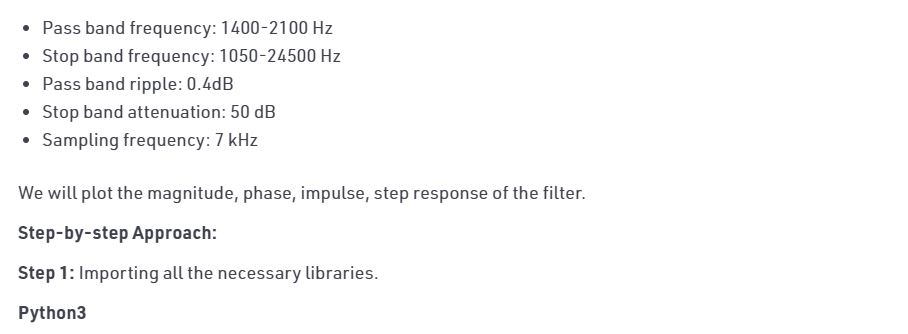 Pass band frequency: 1400-2100 Hz
Stop band frequency: 1050-24500 Hz
Pass band ripple: 0.4dB
Stop band attenuation: 50 dB
Sampling frequency: 7 kHz
We will plot the magnitude, phase, impulse, step response of the filter.
Step-by-step Approach:
Step 1: Importing all the necessary libraries.
Python3